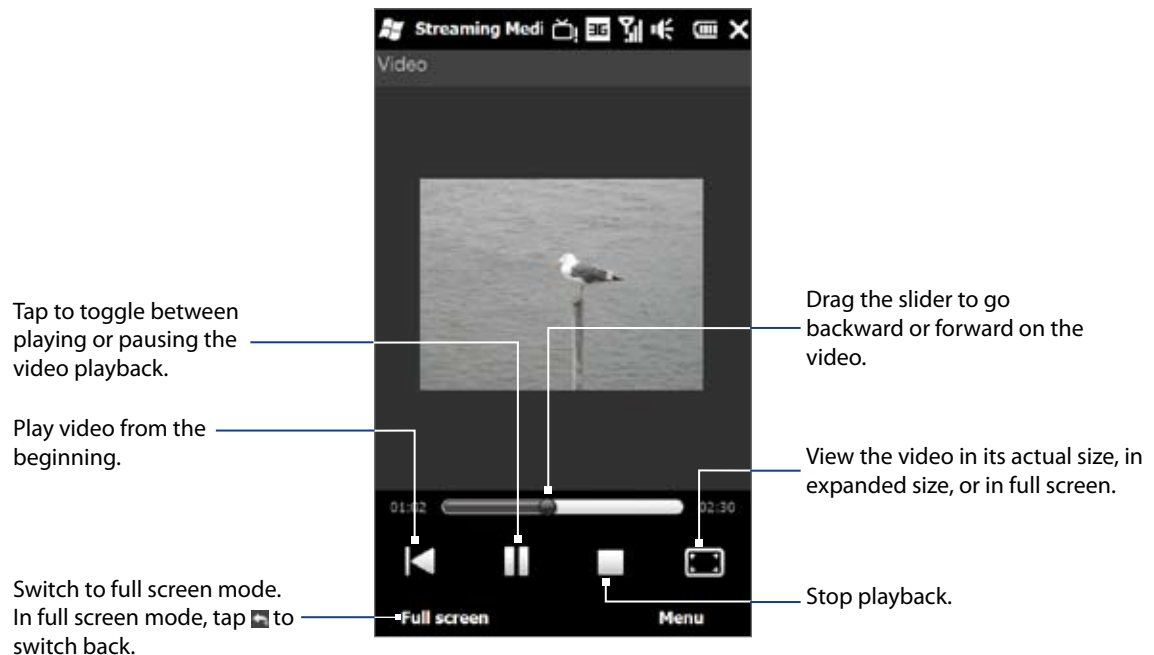 Streaming Medi
3G
Video
Tap to toggle between
playing or pausing the
video playback.
Play video from the
beginning.
Switch to full screen mode.
In full screen mode, tap to
switch back.
Drag the slider to go
backward or forward on the
video.
View the video in its actual size, in
expanded size, or in full screen.
Stop playback.
01:02
02:30
Full screen
Menu